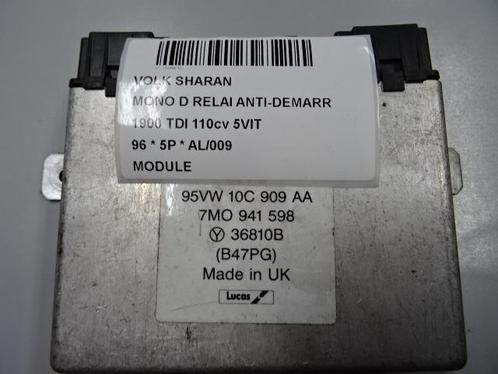 VOLK SHARAN
MONO D RELAI ANTI-DEMARR
1900 TDI 110cv 5VIT
96 * 5P * AL/009
MODULE
95VW 10C 909 AA
7MO 941 598
Y 36810B
(B47PG)
Made in UK
Lucas